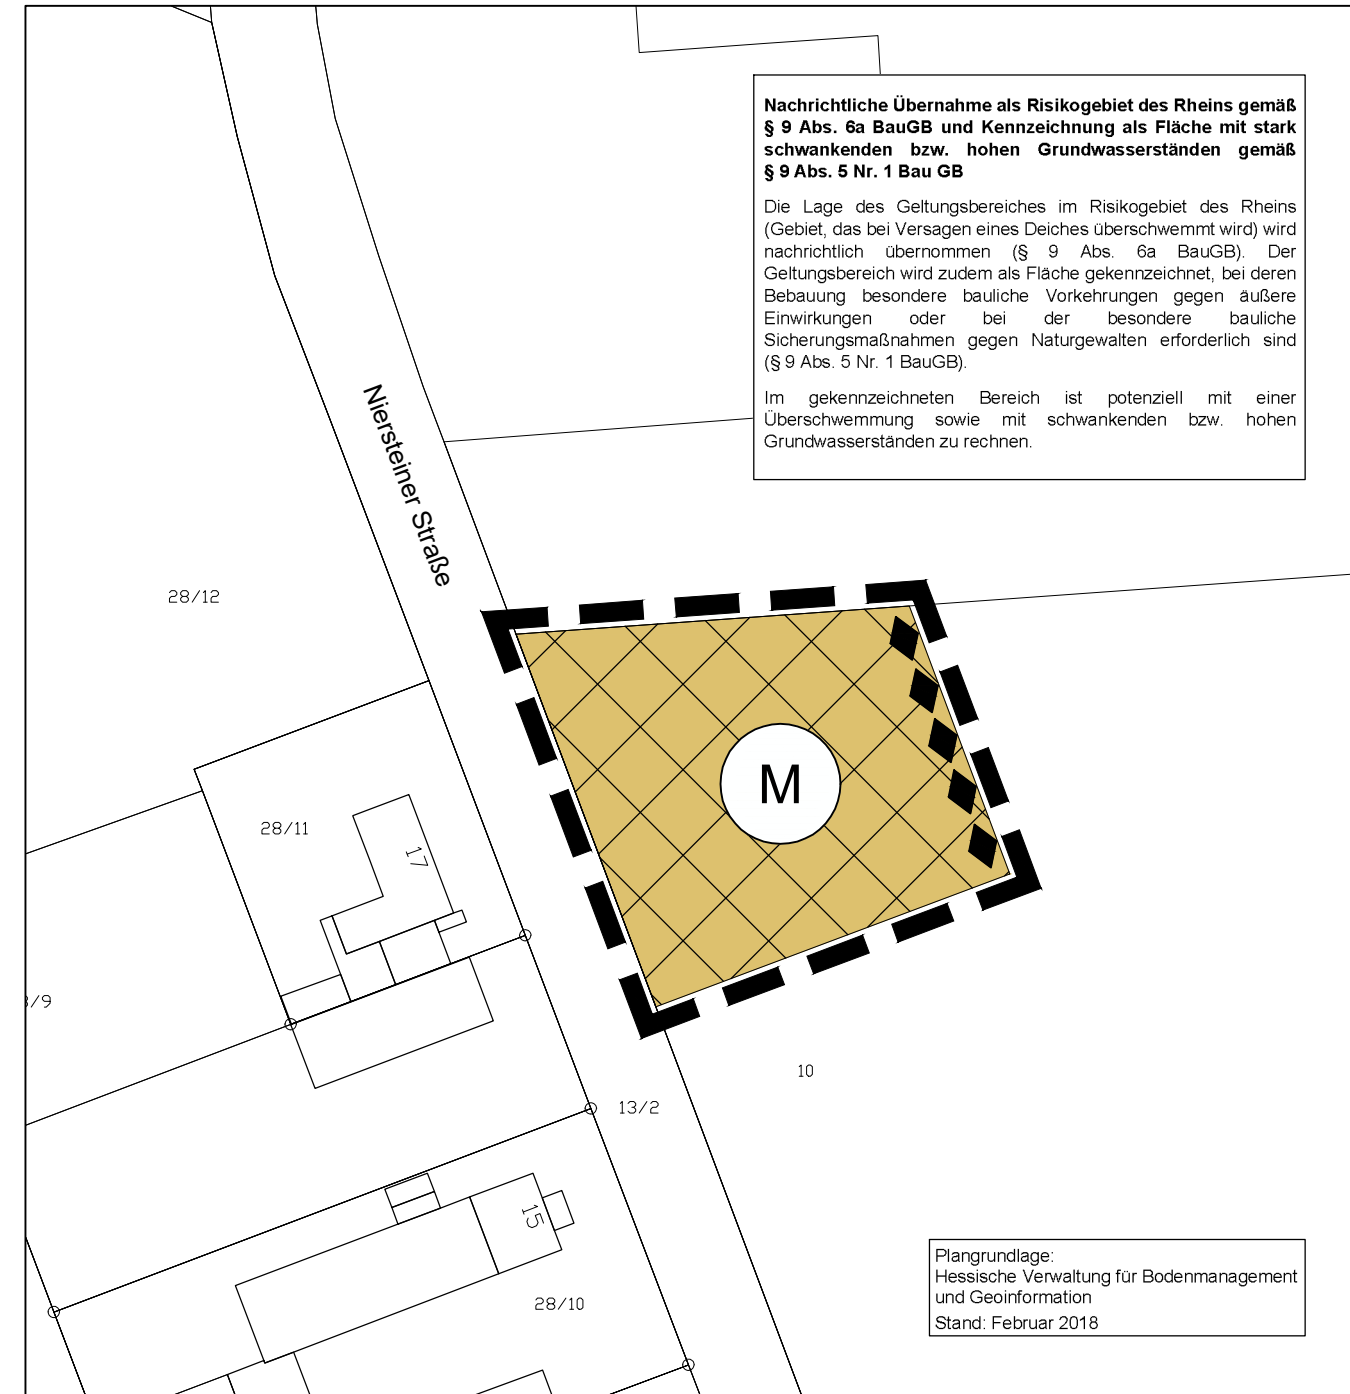 Nachrichtliche Übernahme als Risikogebiet des Rheins gemäß
§ 9 Abs. 6a BauGB und Kennzeichnung als Fläche mit stark
schwankenden bzw. hohen Grundwasserständen gemäß
§ 9 Abs. 5 Nr. 1 Bau GB
Die Lage des Geltungsbereiches im Risikogebiet des Rheins
(Gebiet, das bei Versagen eines Deiches überschwemmt wird) wird
nachrichtlich übernommen (§ 9 Abs. 6a BauGB). Der
Geltungsbereich wird zudem als Fläche gekennzeichnet, bei deren
Bebauung besondere bauliche Vorkehrungen gegen äußere
Einwirkungen oder bei der besondere bauliche
Sicherungsmaßnahmen gegen Naturgewalten erforderlich sind
(§ 9 Abs. 5 Nr. 1 BauGB).
Im gekennzeichneten Bereich ist potenziell mit einer
Überschwemmung sowie mit schwankenden bzw. hohen
Grundwasserständen zu rechnen.
Niersteiner Straße
28/12
M
28/11
17
/9
10
13/2
15
28/10
Plangrundlage:
Hessische Verwaltung für Bodenmanagement
und Geoinformation
Stand: Februar 2018